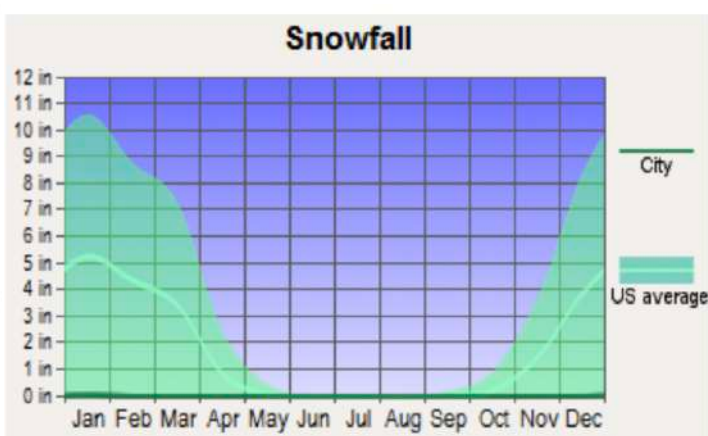 Snowfall
12 in
11 in
10 in
9 in
8 in
7 in
6 in
5 in
4 in
3 in
2 in
1 in
0 in
Jan Feb Mar Apr May Jun Jul Aug Sep Oct Nov Dec
City
US average